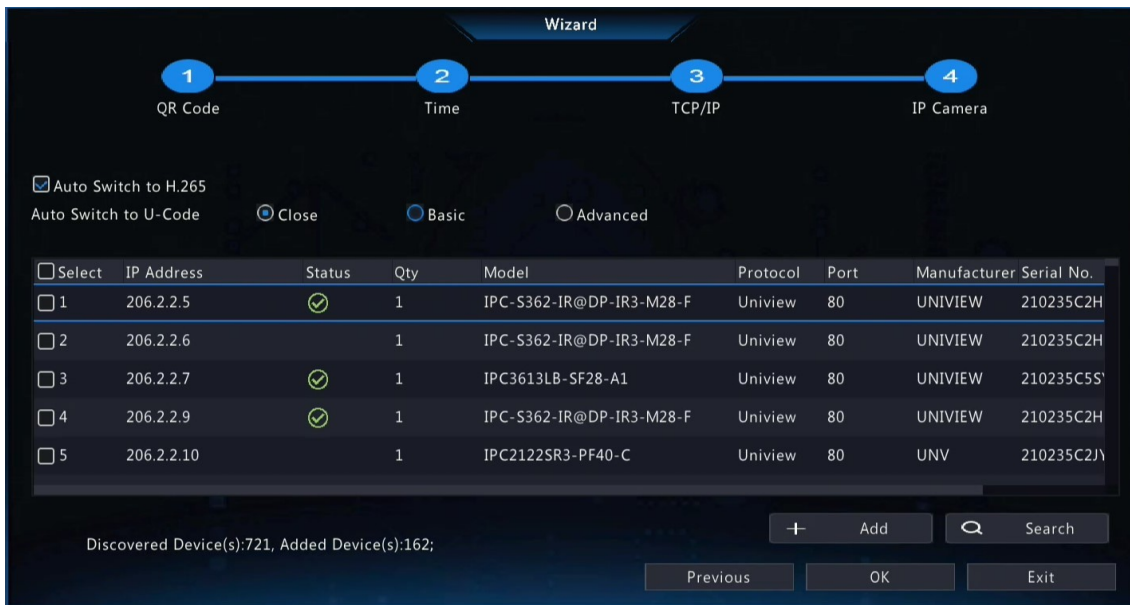 Wizard
1 2 3 4
QR Code Time TCP/IP IP Camera
Auto Switch to H.265
Auto Switch to U-Code Close Basic Advanced
Select IP Address Status Qty Model Protocol Port Manufacturer Serial No.
1 206.2.2.5 1 IPC-S362-IR@DP-IR3-M28-F Uniview 80 UNIVIEW 210235C2H
2 206.2.2.6 1 IPC-S362-IR@DP-IR3-M28-F Uniview 80 UNIVIEW 210235C2H
3 206.2.2.7 1 IPC3613LB-SF28-A1 Uniview 80 UNIVIEW 210235C5SY
4 206.2.2.9 1 IPC-S362-IR@DP-IR3-M28-F Uniview 80 UNIVIEW 210235C2H
5 206.2.2.10 1 IPC2122SR3-PF40-C Uniview 80 UNV 210235C2JY
Add Search
Discovered Device(s):721, Added Device(s):162;
Previous OK Exit